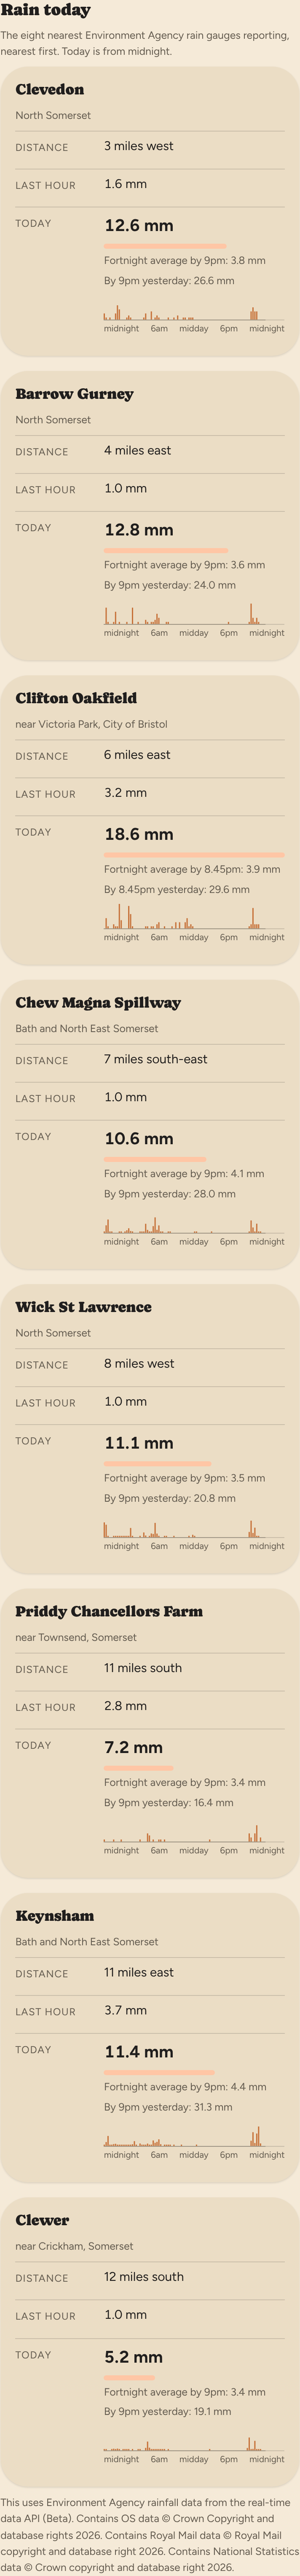 Rain today
The eight nearest Environment Agency rain gauges reporting,
nearest first. Today is from midnight.
Clevedon
North Somerset
DISTANCE 3 miles west
LAST HOUR 1.6 mm
TODAY 12.6 mm
Fortnight average by 9pm: 3.8 mm
By 9pm yesterday: 26.6 mm
midnight 6am midday 6pm midnight
Barrow Gurney
North Somerset
DISTANCE 4 miles east
LAST HOUR 1.0 mm
TODAY 12.8 mm
Fortnight average by 9pm: 3.6 mm
By 9pm yesterday: 24.0 mm
midnight 6am midday 6pm midnight
Clifton Oakfield
near Victoria Park, City of Bristol
DISTANCE 6 miles east
LAST HOUR 3.2 mm
TODAY 18.6 mm
Fortnight average by 8.45pm: 3.9 mm
By 8.45pm yesterday: 29.6 mm
midnight 6am midday 6pm midnight
Chew Magna Spillway
Bath and North East Somerset
DISTANCE 7 miles south-east
LAST HOUR 1.0 mm
TODAY 10.6 mm
Fortnight average by 9pm: 4.1 mm
By 9pm yesterday: 28.0 mm
midnight 6am midday 6pm midnight
Wick St Lawrence
North Somerset
DISTANCE 8 miles west
LAST HOUR 1.0 mm
TODAY 11.1 mm
Fortnight average by 9pm: 3.5 mm
By 9pm yesterday: 20.8 mm
midnight 6am midday 6pm midnight
Priddy Chancellors Farm
near Townsend, Somerset
DISTANCE 11 miles south
LAST HOUR 2.8 mm
TODAY 7.2 mm
Fortnight average by 9pm: 3.4 mm
By 9pm yesterday: 16.4 mm
midnight 6am midday 6pm midnight
Keynsham
Bath and North East Somerset
DISTANCE 11 miles east
LAST HOUR 3.7 mm
TODAY 11.4 mm
Fortnight average by 9pm: 4.4 mm
By 9pm yesterday: 31.3 mm
midnight 6am midday 6pm midnight
Clewer
near Crickham, Somerset
DISTANCE 12 miles south
LAST HOUR 1.0 mm
TODAY 5.2 mm
Fortnight average by 9pm: 3.4 mm
By 9pm yesterday: 19.1 mm
midnight 6am midday 6pm midnight
This uses Environment Agency rainfall data from the real-time
data API (Beta). Contains OS data © Crown Copyright and
database rights 2026. Contains Royal Mail data © Royal Mail
copyright and database right 2026. Contains National Statistics
data © Crown copyright and database right 2026.